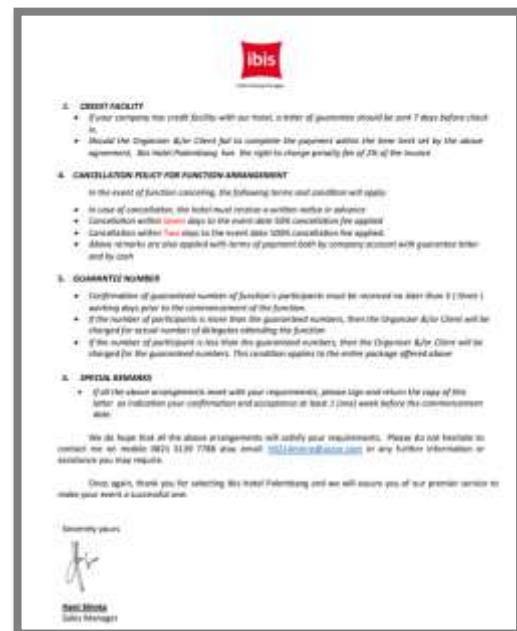 ibis
3. CREDIT FACILITY
• If your company has credit facility with our hotel, a letter of guarantee should be sent 7 days before check
in.
• Should the Organizer &/or Client fail to complete the payment within the time limit set by the above
agreement, Ibis Hotel Palembang has the right to charge penalty fee of 2% of the invoice
4. CANCELLATION POLICY FOR FUNCTION ARRANGEMENT
In the event of function canceling, the following terms and condition will apply:
• In case of cancellation, the hotel must receive a written notice in advance
• Cancellation within Seven days to the event date 50% cancellation fee applied
• Cancellation within Two days to the event date 100% cancellation fee applied.
• Above remarks are also applied with terms of payment both by company account with guarantee letter
and by cash
5. GUARANTEE NUMBER
• Confirmation of guaranteed number of function's participants must be received no later than 3 (three)
working days prior to the commencement of the function.
• If the number of participants is more than the guaranteed numbers, then the Organizer &/or Client will be
charged for actual number of delegates attending the function
• If the number of participant is less than the guaranteed numbers, then the Organizer &/or Client will be
charged for the guaranteed numbers. This condition applies to the entire package offered above
6. SPECIAL REMARKS
• If all the above arrangements meet with your requirements, please sign and return the copy of this
letter as indication your confirmation and acceptance at least 1 (one) week before the commencement
date.
We do hope that all the above arrangements will satisfy your requirements. Please do not hesitate to
contact me on mobile 0821 3139 7788 atau email or any further information or
assistance you may require.
Once again, thank you for selecting Ibis Hotel Palembang and we will assure you of our premier service to
make your event a successful one.
Sincerely yours
Sales Manager